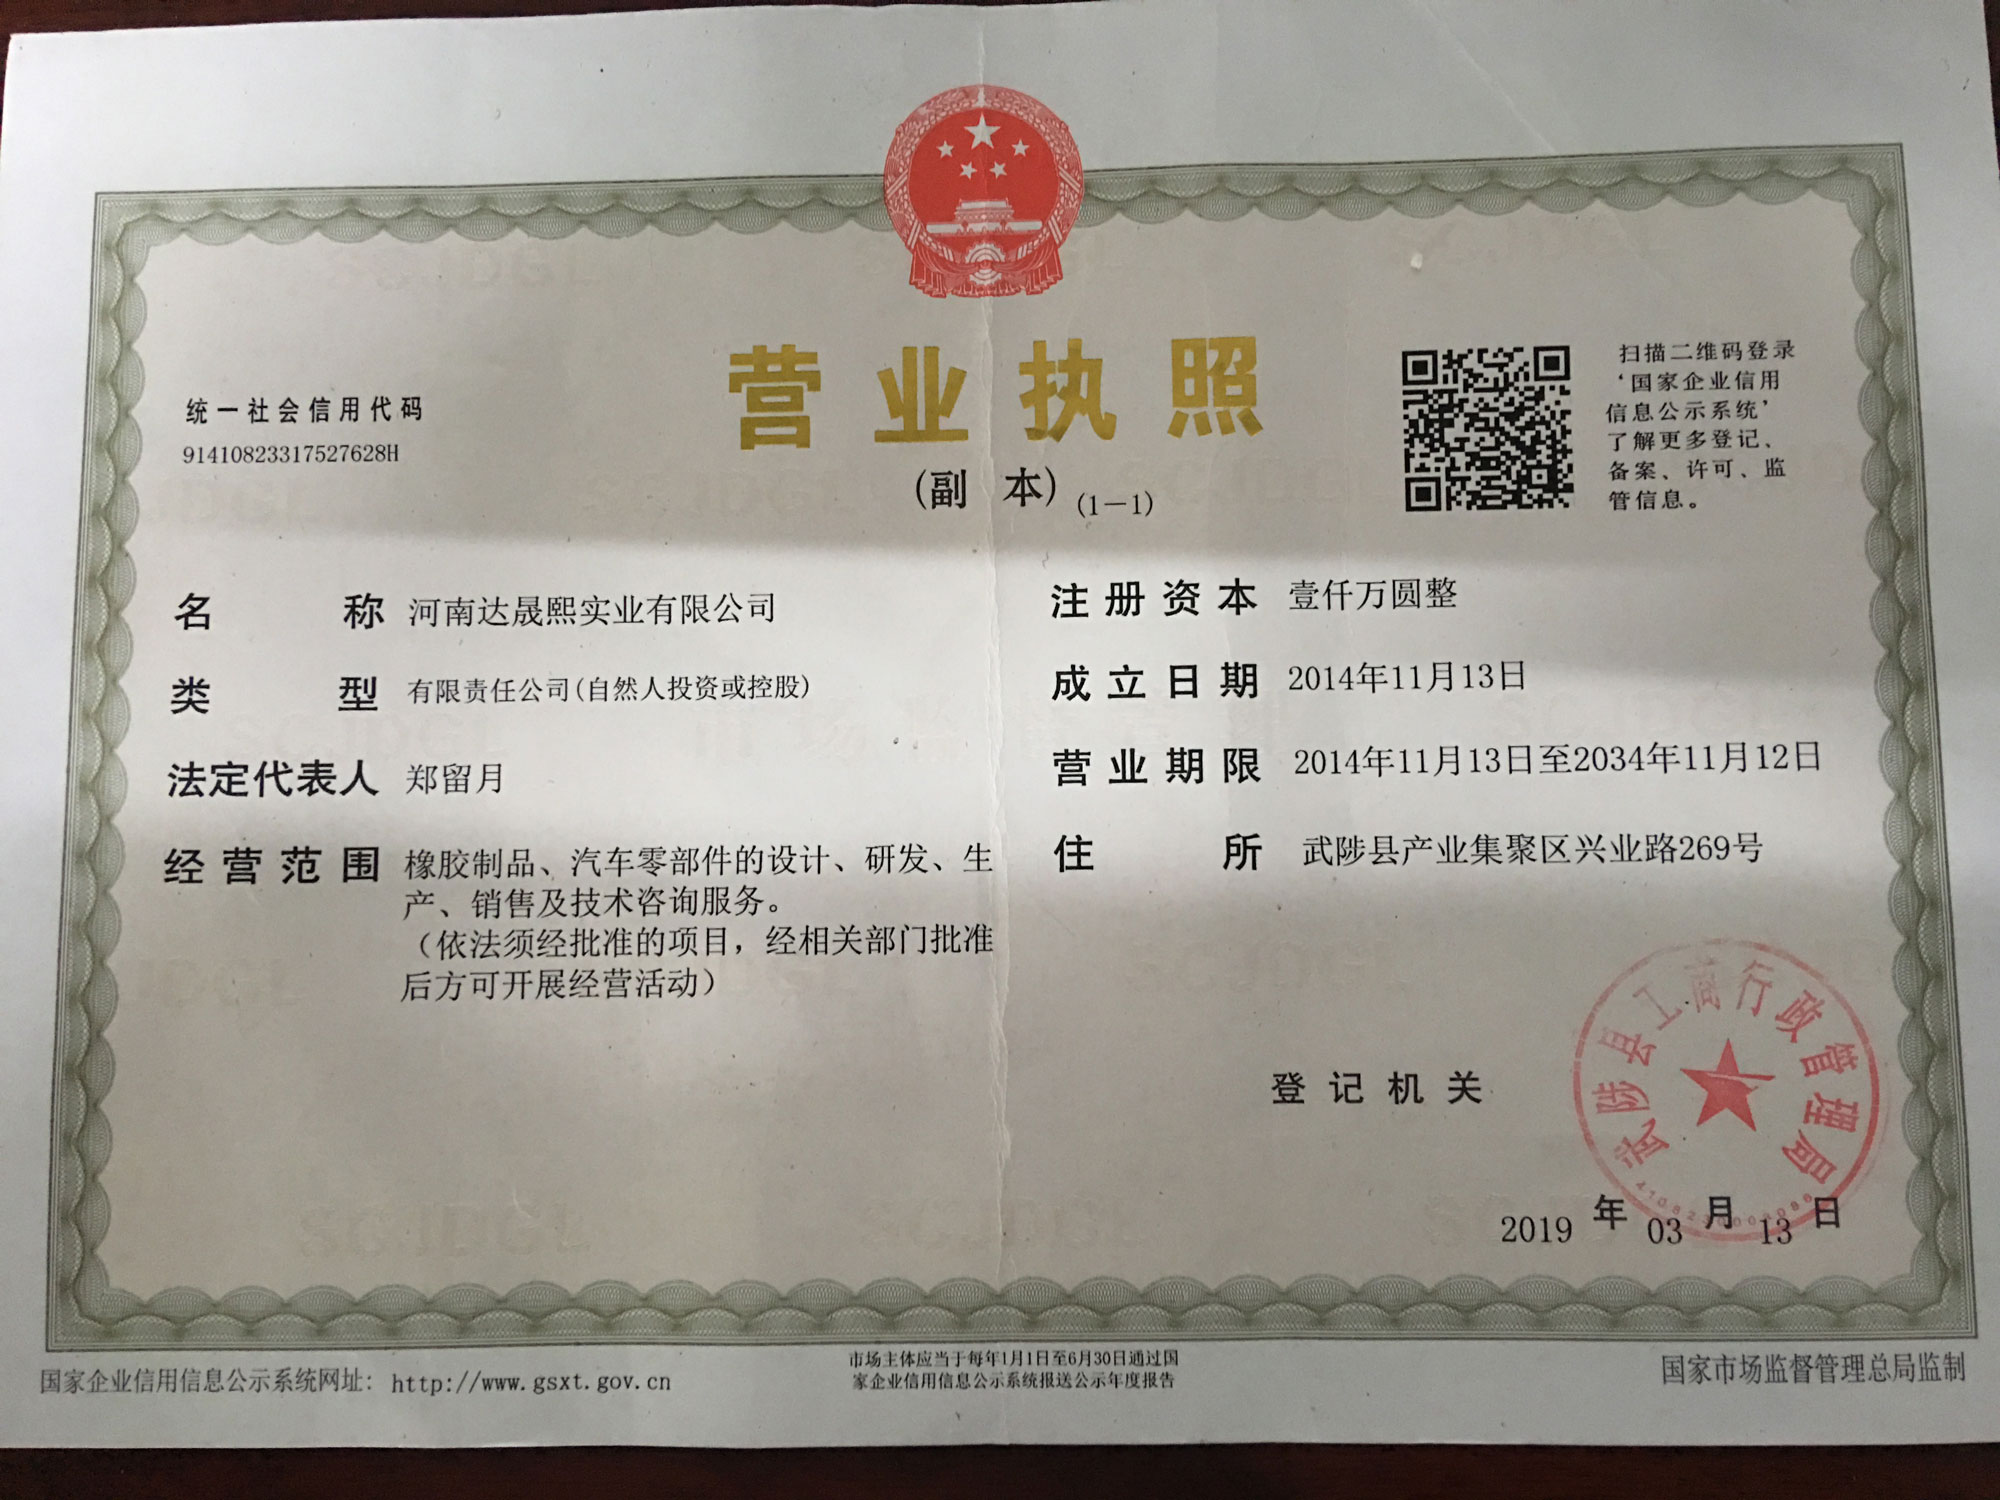 营业执照
(副 本) (1-1)
统一社会信用代码
91410823317527628H
扫描二维码登录
‘国家企业信用
信息公示系统’
了解更多登记、
备案、许可、监
管信息。
名称 河南达晟熙实业有限公司
类型 有限责任公司(自然人投资或控股)
法定代表人 郑留月
经营范围 橡胶制品、汽车零部件的设计、研发、生
产、销售及技术咨询服务。
（依法须经批准的项目，经相关部门批准
后方可开展经营活动）
注册资本 壹仟万圆整
成立日期 2014年11月13日
营业期限 2014年11月13日至2034年11月12日
住所 武陟县产业集聚区兴业路269号
登记机关
武陟县工商行政管理局
2019 年 03 月 13 日
国家企业信用信息公示系统网址: http://www.gsxt.gov.cn
市场主体应当于每年1月1日至6月30日通过国
家企业信用信息公示系统报送公示年度报告
国家市场监督管理总局监制